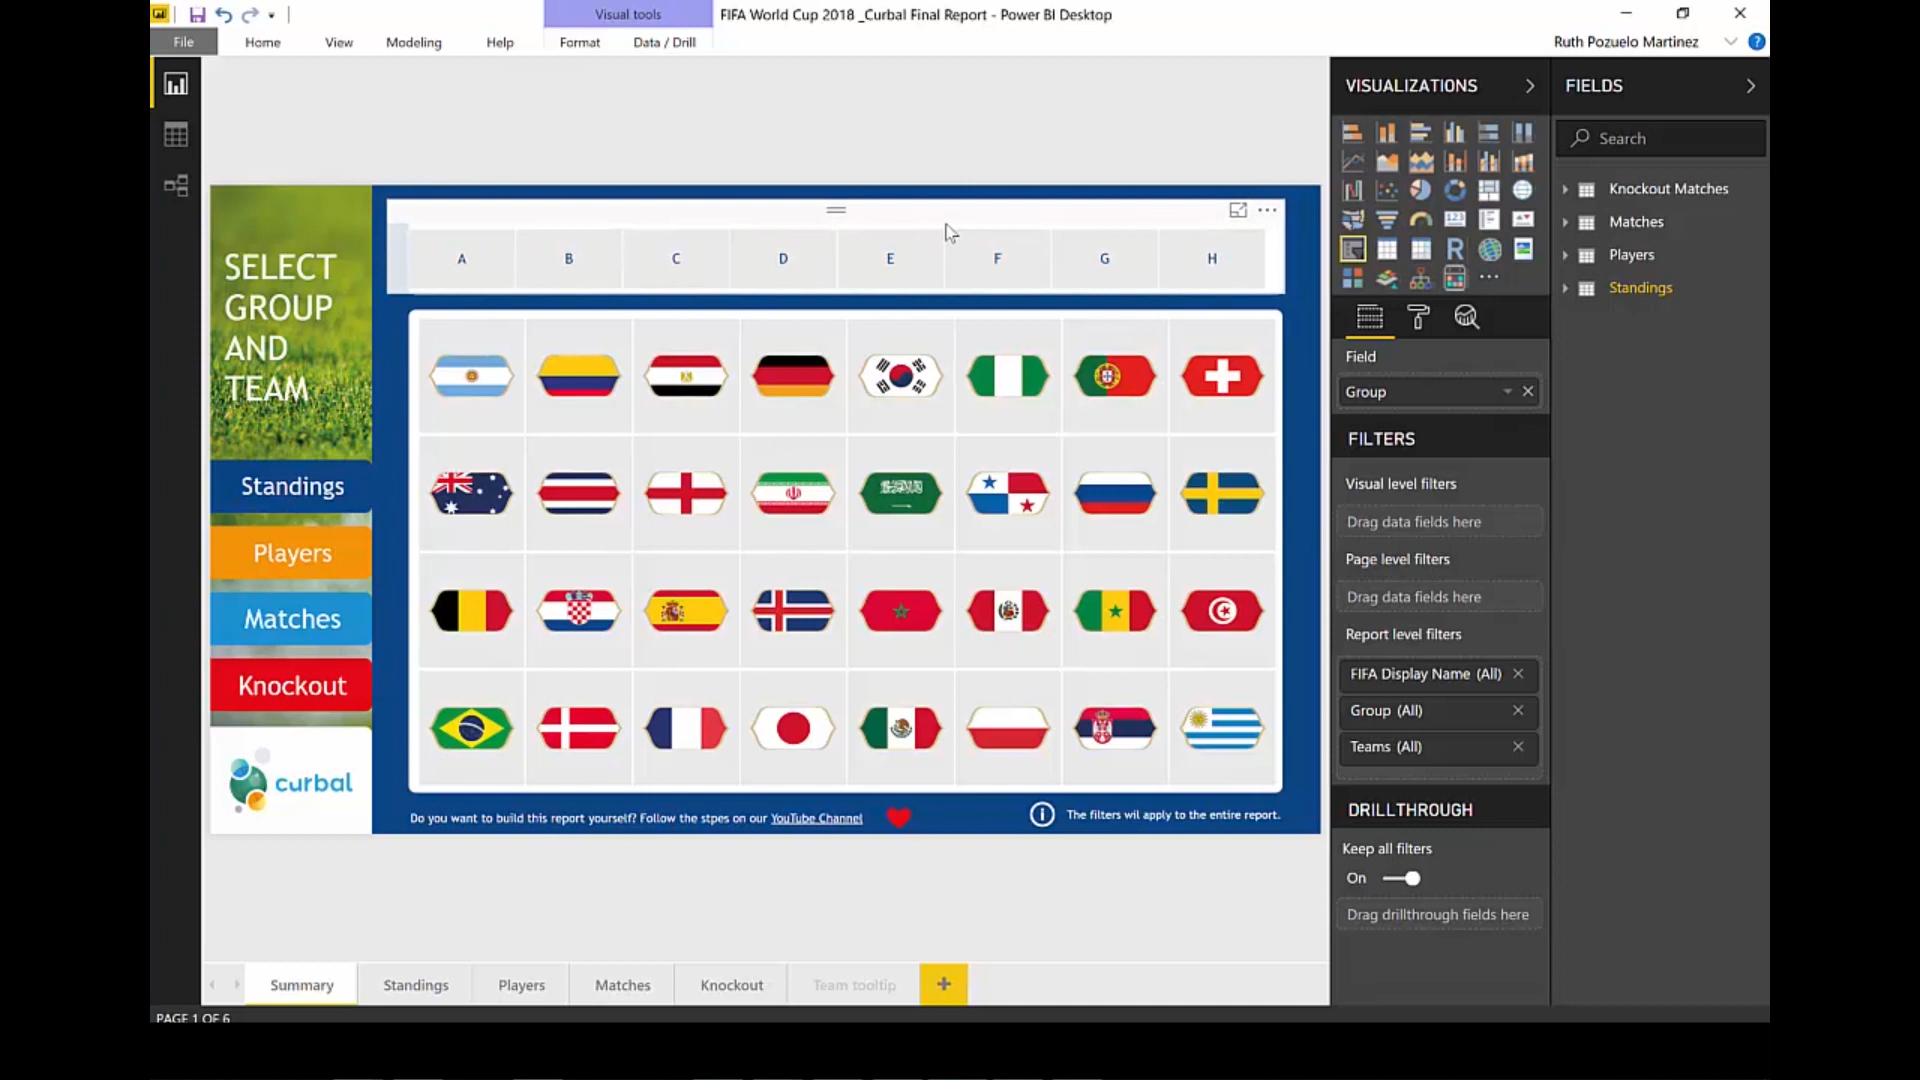 Visual tools
FIFA World Cup 2018 _Curbal Final Report - Power BI Desktop
File
Home
View
Modeling
Help
Format
Data / Drill
Ruth Pozuelo Martinez
?
VISUALIZATIONS
FIELDS
Search
Knockout Matches
Matches
Players
Standings
SELECT
GROUP
AND
TEAM
A
B
C
D
E
F
G
H
Standings
Players
Matches
Knockout
curbal
Do you want to build this report yourself? Follow the stpes on our YouTube Channel
The filters wil apply to the entire report.
123
R
Field
Group
FILTERS
Visual level filters
Drag data fields here
Page level filters
Drag data fields here
Report level filters
FIFA Display Name (All)
Group (All)
Teams (All)
DRILLTHROUGH
Keep all filters
On
Drag drillthrough fields here
Summary
Standings
Players
Matches
Knockout
Team tooltip
+
PAGE 1 OF 6